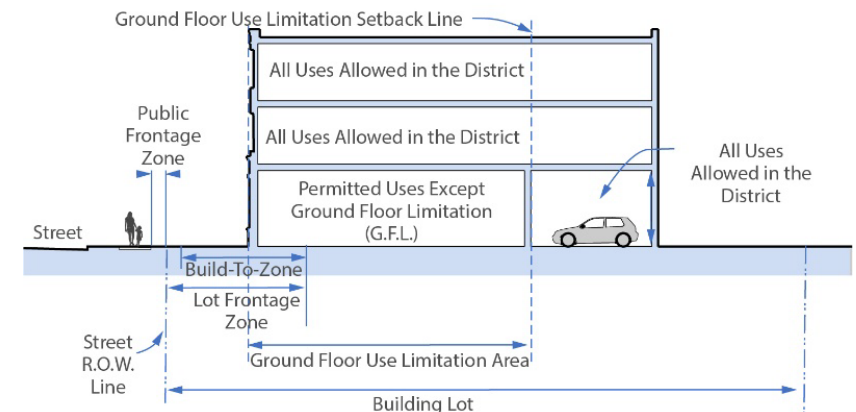 Ground Floor Use Limitation Setback Line
All Uses Allowed in the District
Public
Frontage
Zone
All Uses Allowed in the District
All Uses
Allowed in the
District
Permitted Uses Except
Ground Floor Limitation
(G.F.L.)
Street
Build-To-Zone
Lot Frontage
Zone
Street
R.O.W.
Line
Ground Floor Use Limitation Area
Building Lot